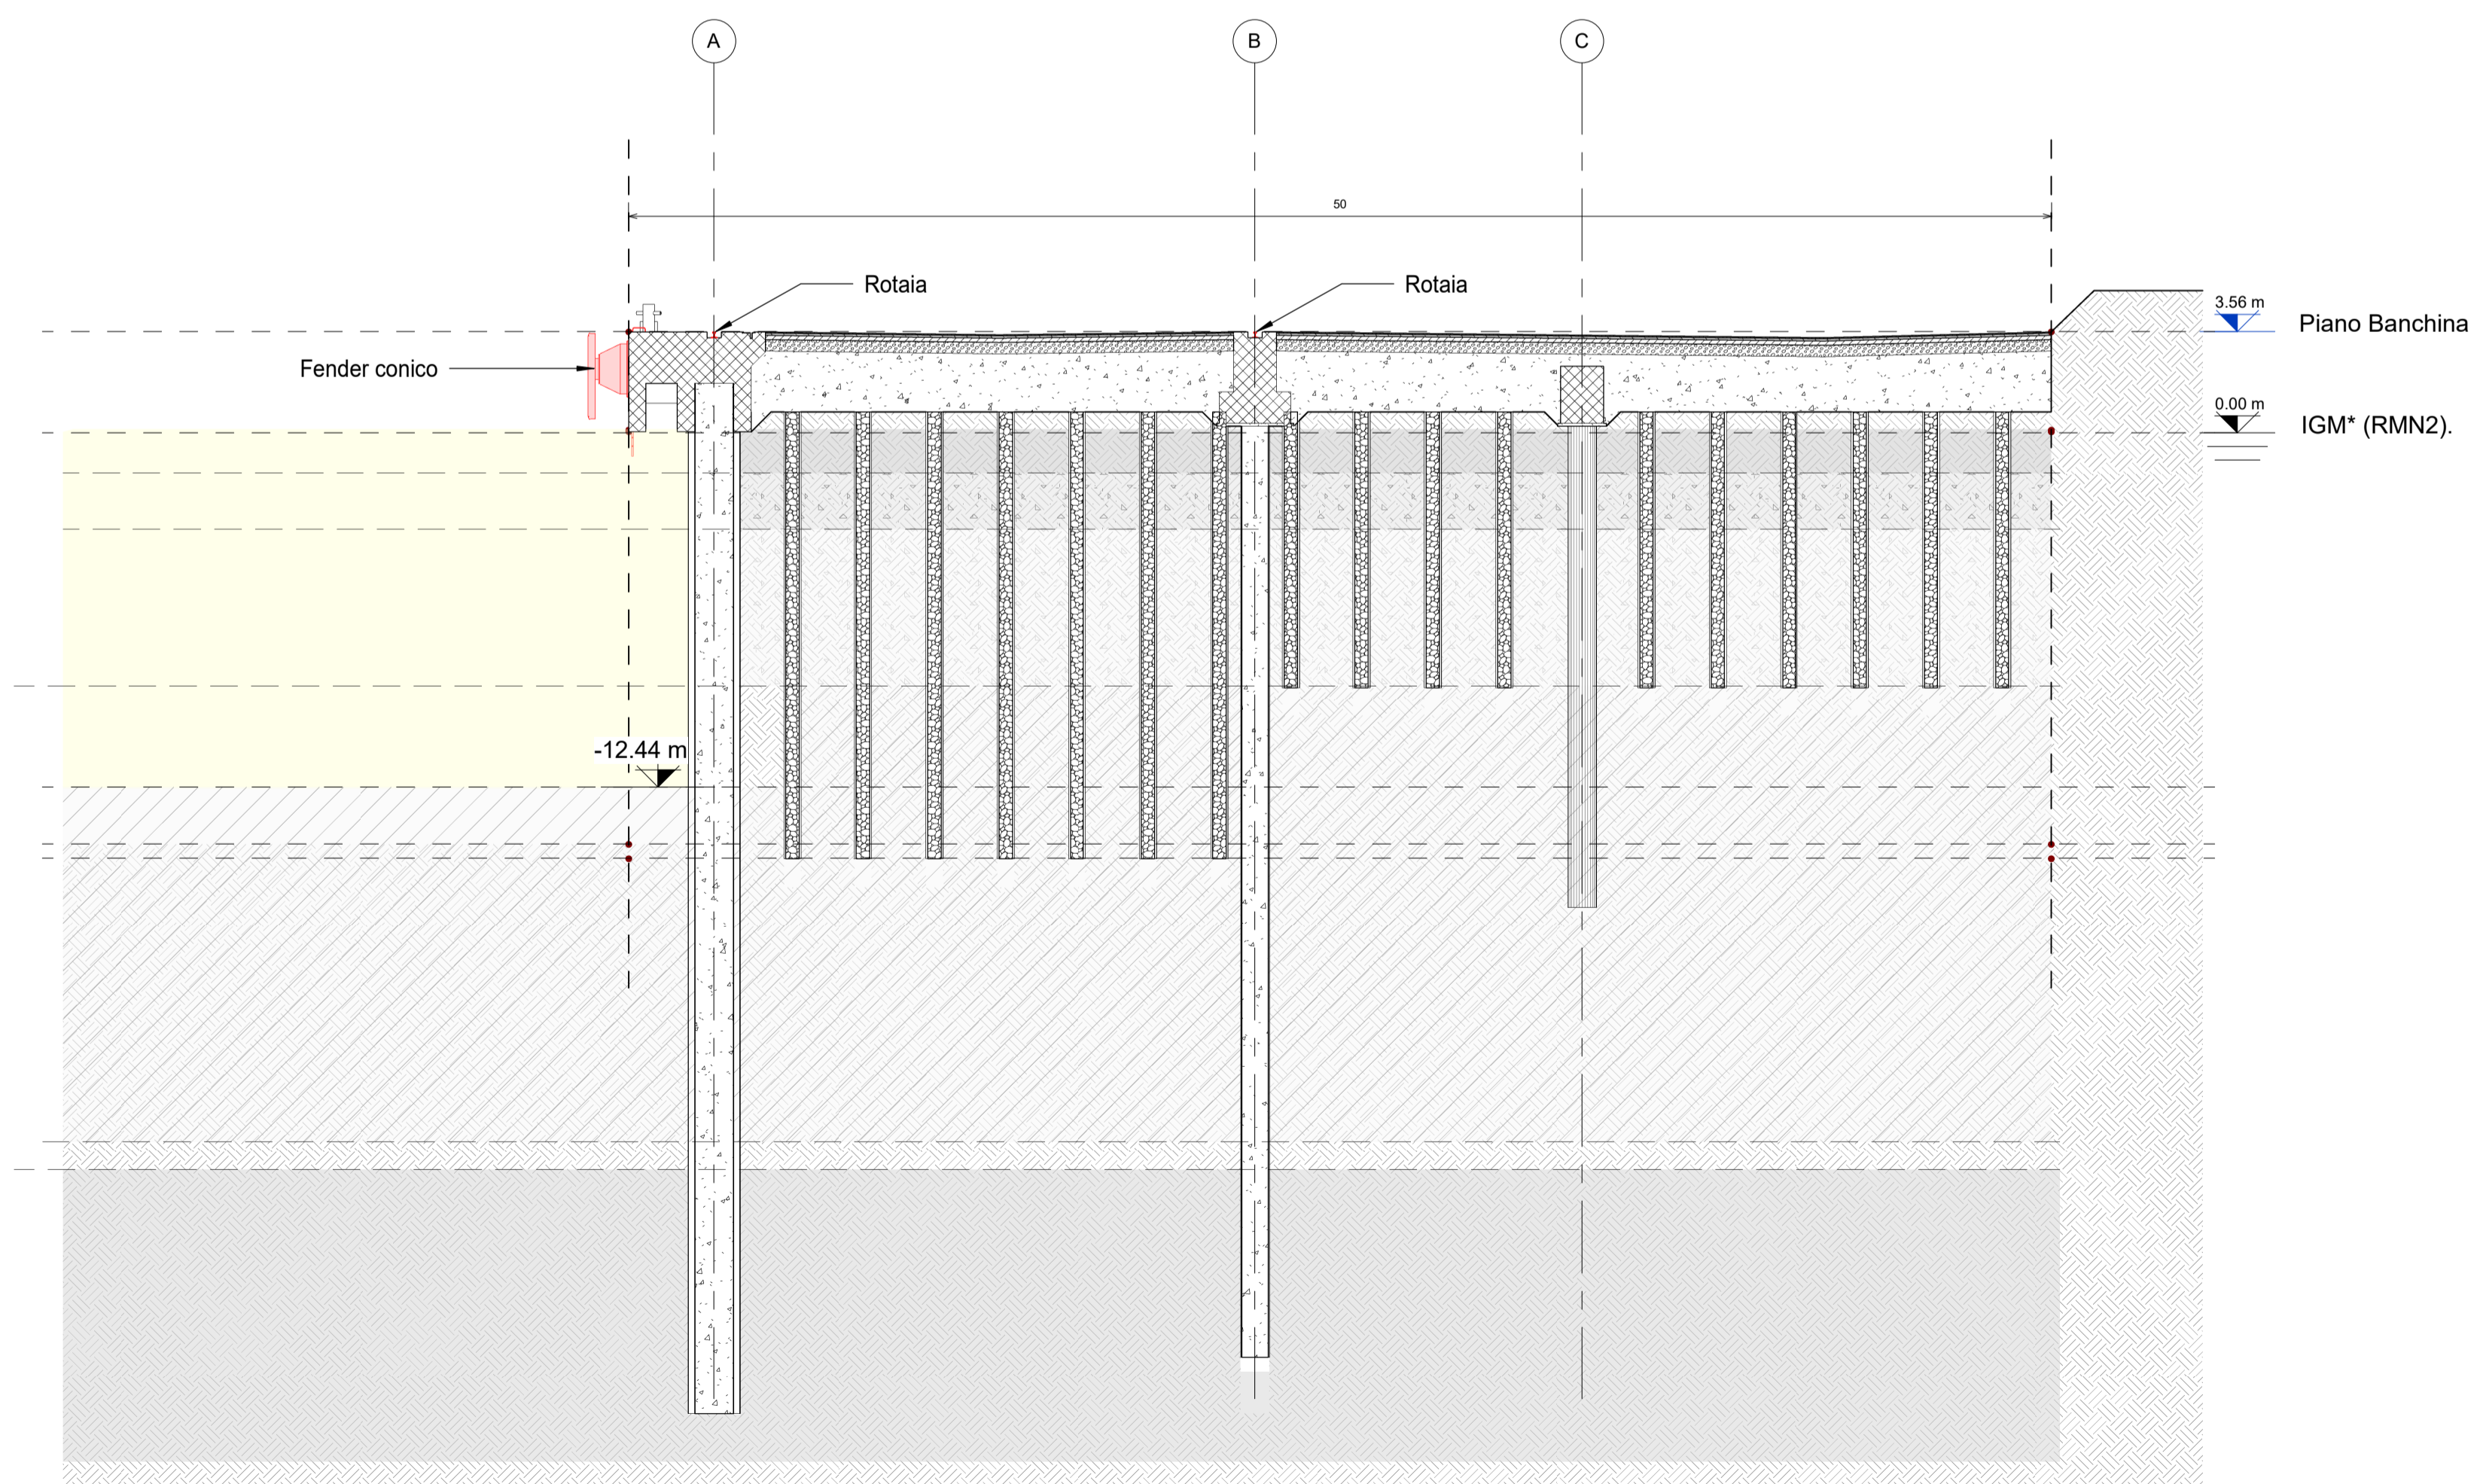 A
B
C
50
Rotaia
Rotaia
3.56 m
Piano Banchina
Fender conico
0.00 m
IGM* (RMN2).
-12.44 m